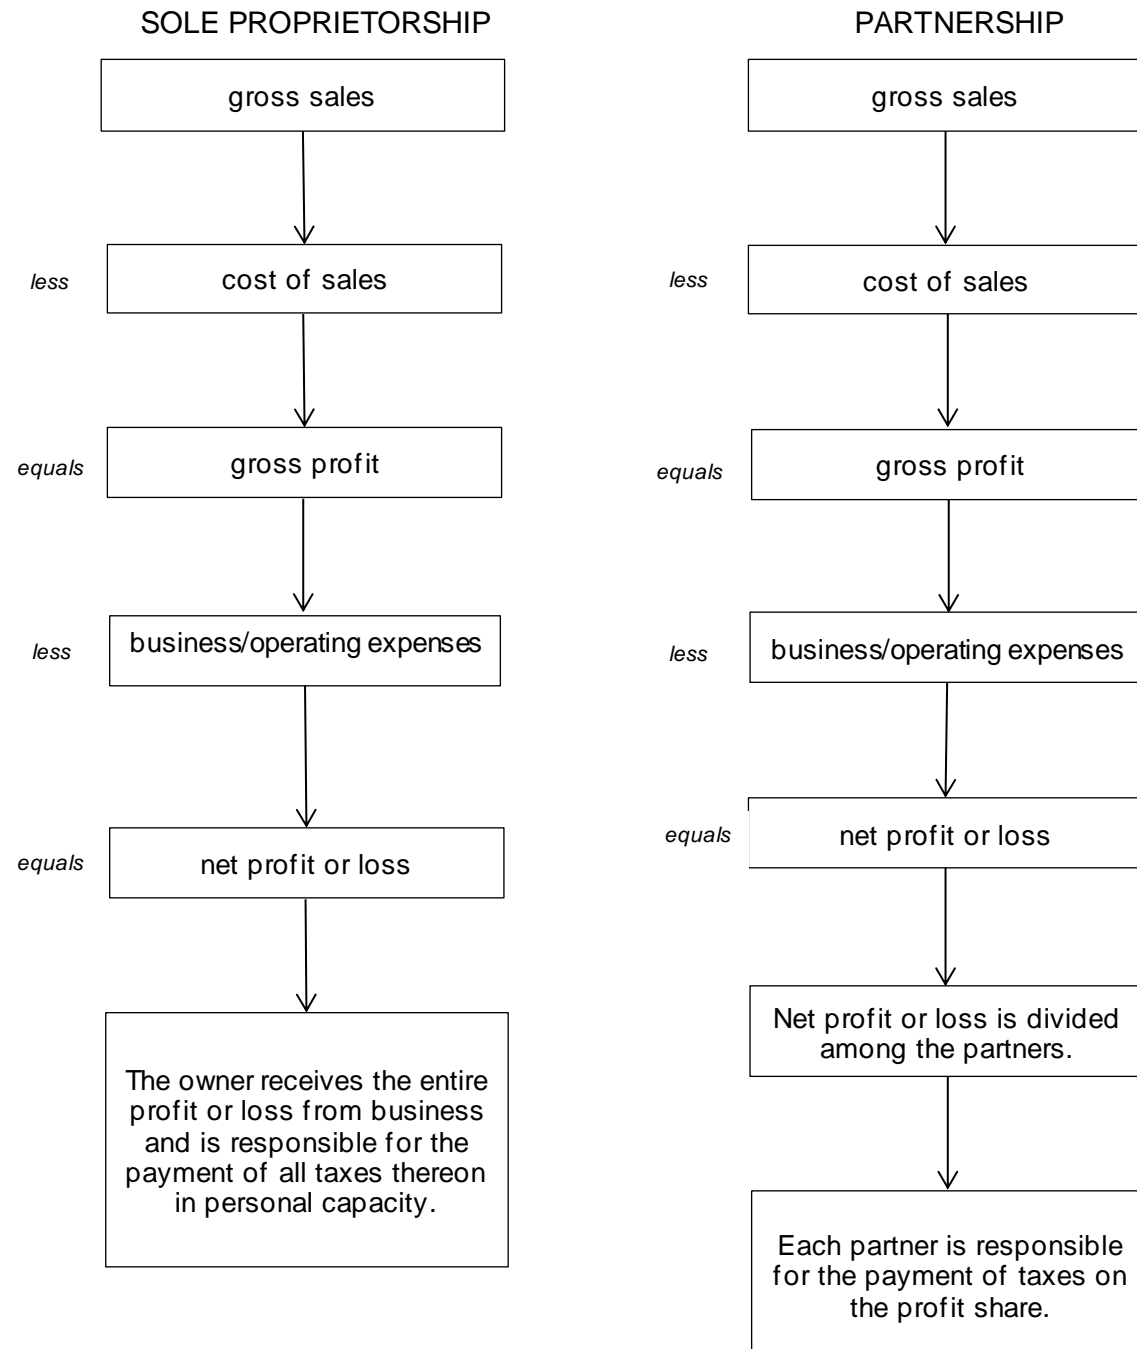 SOLE PROPRIETORSHIP
gross sales
less
cost of sales
equals
gross profit
less
business/operating expenses
equals
net profit or loss
The owner receives the entire
profit or loss from business
and is responsible for the
payment of all taxes thereon
in personal capacity.
PARTNERSHIP
gross sales
less
cost of sales
equals
gross profit
less
business/operating expenses
equals
net profit or loss
Net profit or loss is divided
among the partners.
Each partner is responsible
for the payment of taxes on
the profit share.